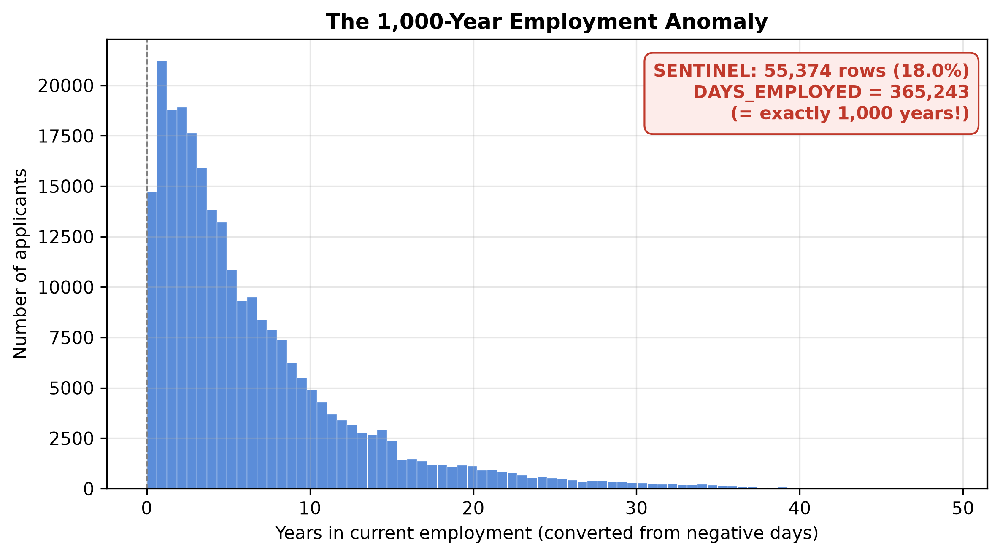 The 1,000-Year Employment Anomaly
SENTINEL: 55,374 rows (18.0%)
DAYS_EMPLOYED = 365,243
(= exactly 1,000 years!)
Number of applicants
20000
17500
15000
12500
10000
7500
5000
2500
0
0 10 20 30 40 50
Years in current employment (converted from negative days)